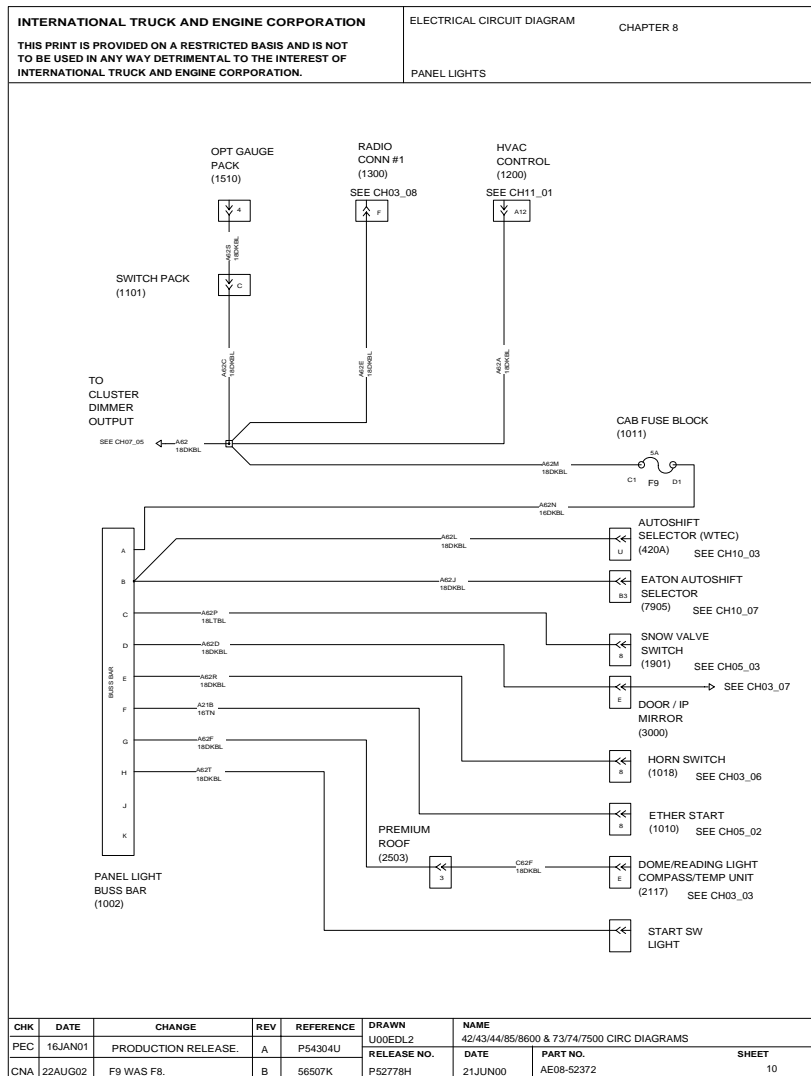 INTERNATIONAL TRUCK AND ENGINE CORPORATION
THIS PRINT IS PROVIDED ON A RESTRICTED BASIS AND IS NOT
TO BE USED IN ANY WAY DETRIMENTAL TO THE INTEREST OF
INTERNATIONAL TRUCK AND ENGINE CORPORATION.
ELECTRICAL CIRCUIT DIAGRAM
CHAPTER 8
PANEL LIGHTS
OPT GAUGE
PACK
(1510)
4
A62S
18DKBL
SWITCH PACK
(1101)
C
A62C
18DKBL
RADIO
CONN #1
(1300)
SEE CH03_08
F
A62E
18DKBL
HVAC
CONTROL
(1200)
SEE CH11_01
A12
A62A
18DKBL
TO
CLUSTER
DIMMER
OUTPUT
SEE CH07_05
A62
18DKBL
CAB FUSE BLOCK
(1011)
5A
C1 F9 D1
A62M
18DKBL
A62N
16DKBL
BUSS BAR
A
B
C
D
E
F
G
H
J
K
PANEL LIGHT
BUSS BAR
(1002)
A62L
18DKBL
U
AUTOSHIFT
SELECTOR (WTEC)
(420A) SEE CH10_03
A62J
18DKBL
B3
EATON AUTOSHIFT
SELECTOR
(7905) SEE CH10_07
A62P
18LTBL
8
SNOW VALVE
SWITCH
(1901) SEE CH05_03
A62D
18DKBL
E
SEE CH03_07
DOOR / IP
MIRROR
(3000)
A62R
18DKBL
8
HORN SWITCH
(1018) SEE CH03_06
A21B
16TN
8
ETHER START
(1010) SEE CH05_02
A62F
18DKBL
PREMIUM
ROOF
(2503)
3
C62F
18DKBL
E
DOME/READING LIGHT
COMPASS/TEMP UNIT
(2117) SEE CH03_03
A62T
18DKBL
START SW
LIGHT
CHK DATE CHANGE REV REFERENCE
PEC 16JAN01 PRODUCTION RELEASE. A P54304U
CNA 22AUG02 F9 WAS F8. B 56507K
DRAWN
U00EDL2
RELEASE NO.
P52778H
NAME
42/43/44/85/8600 & 73/74/7500 CIRC DIAGRAMS
DATE PART NO. SHEET
21JUN00 AE08-52372 10